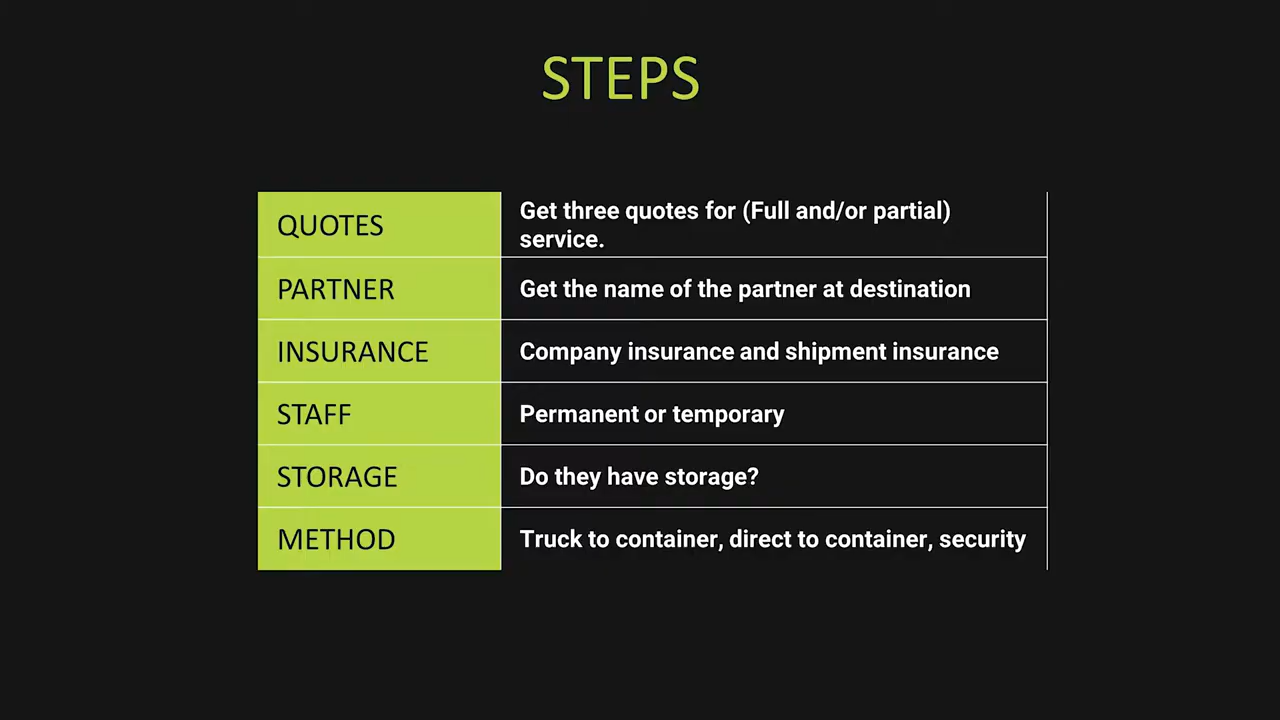 STEPS
QUOTES
Get three quotes for (Full and/or partial)
service.
PARTNER
Get the name of the partner at destination
INSURANCE
Company insurance and shipment insurance
STAFF
Permanent or temporary
STORAGE
Do they have storage?
METHOD
Truck to container, direct to container, security